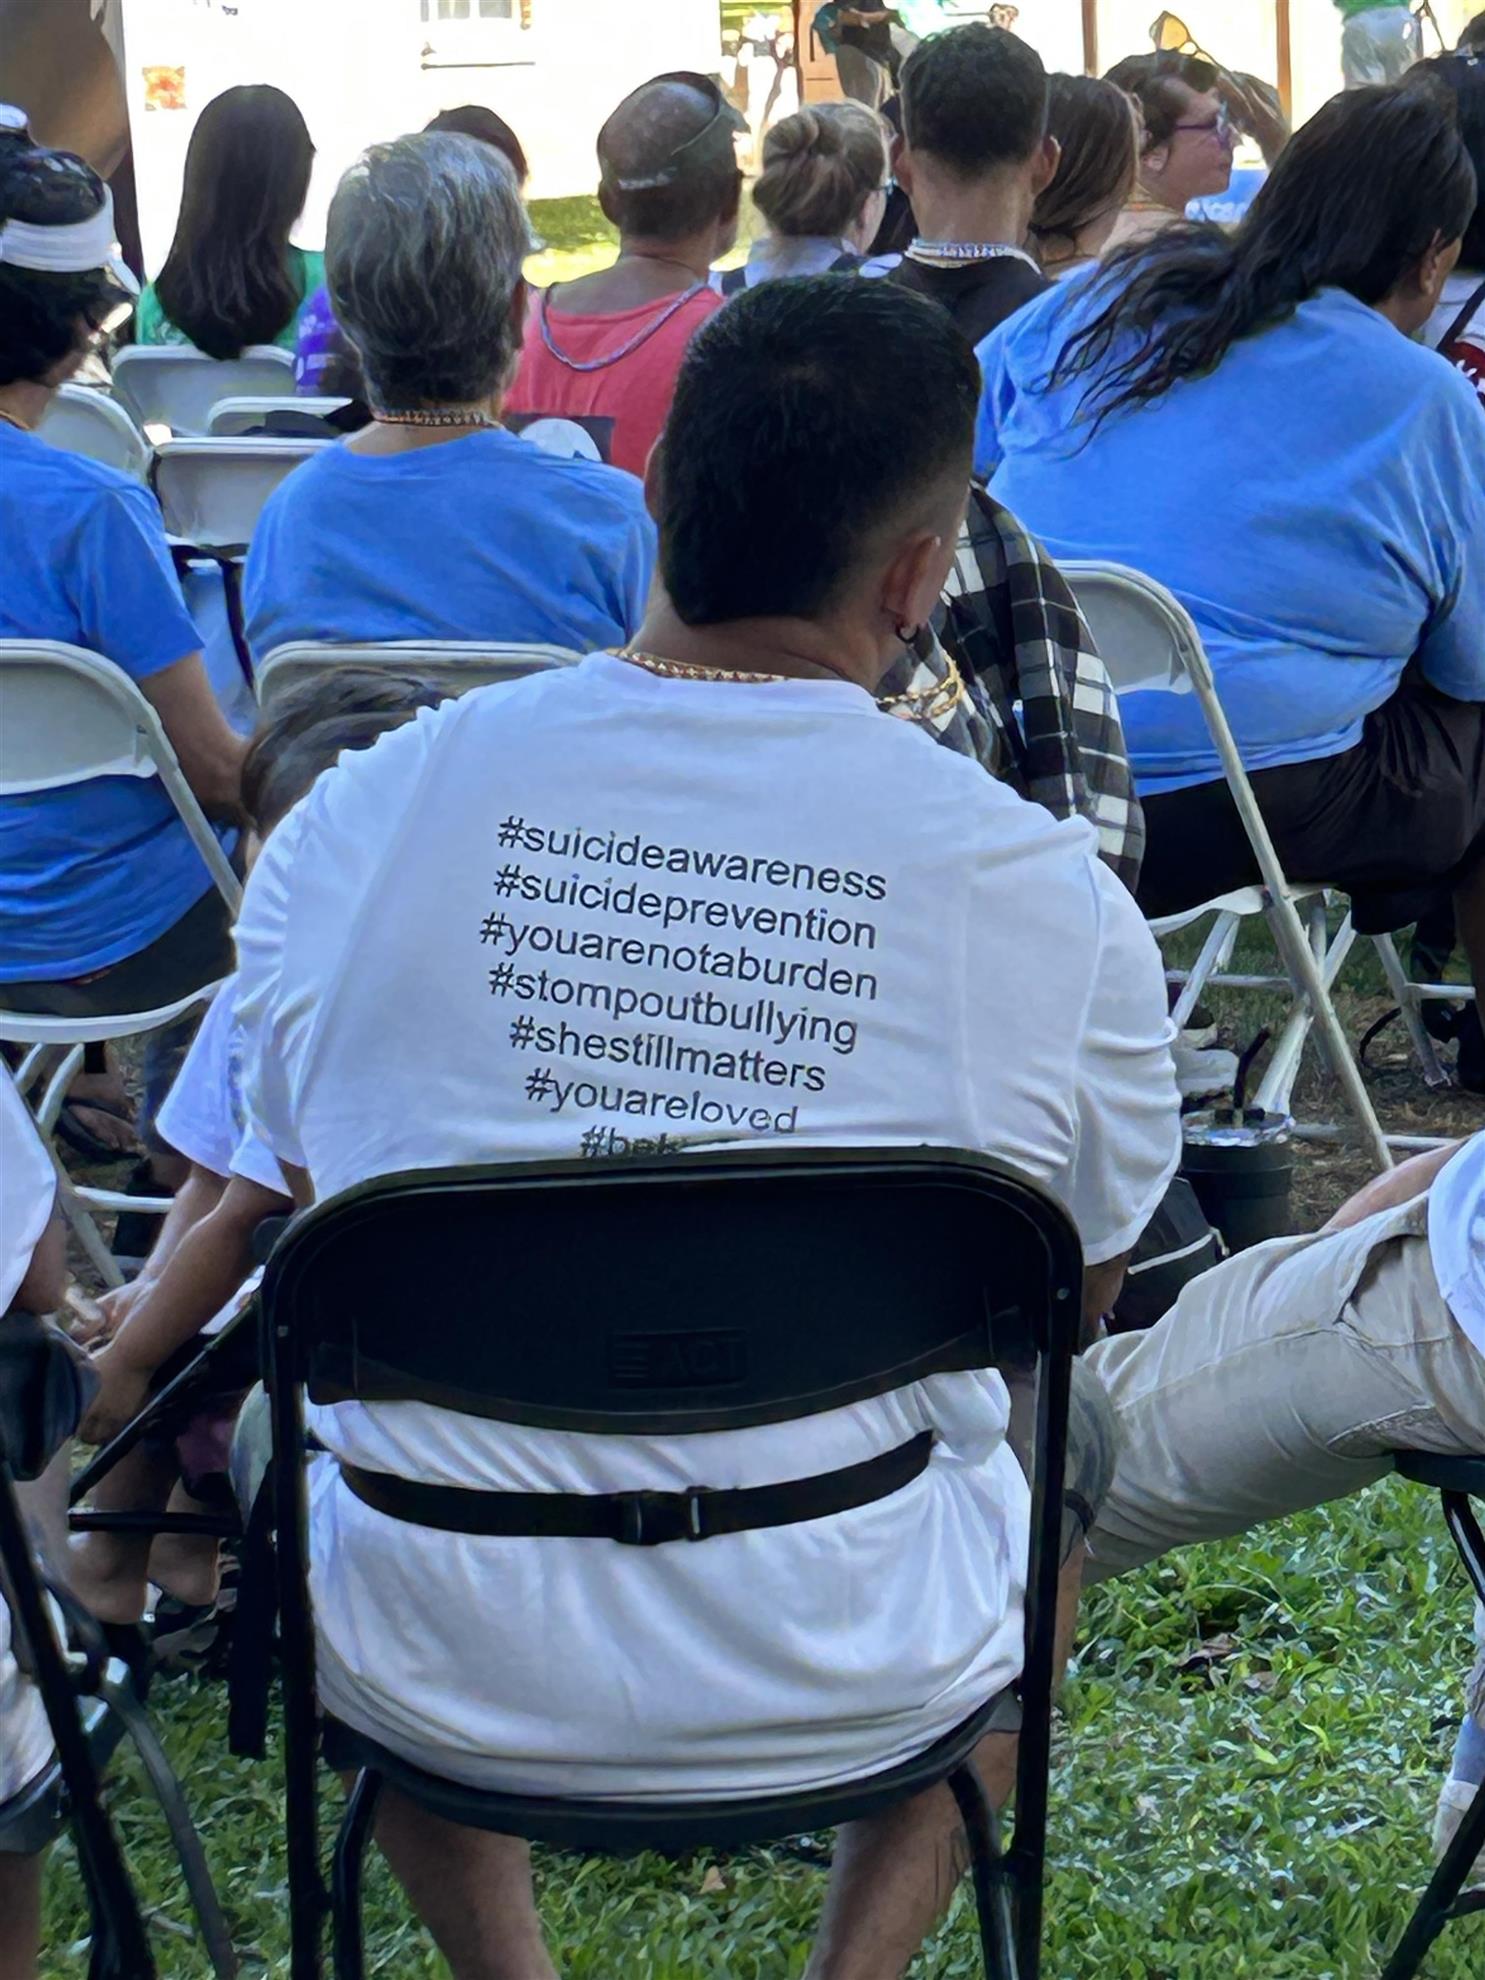 #suicideawareness
#suicideprevention
#youarenotaburden
#stompoutbullying
#shestillmatters
#youareloved